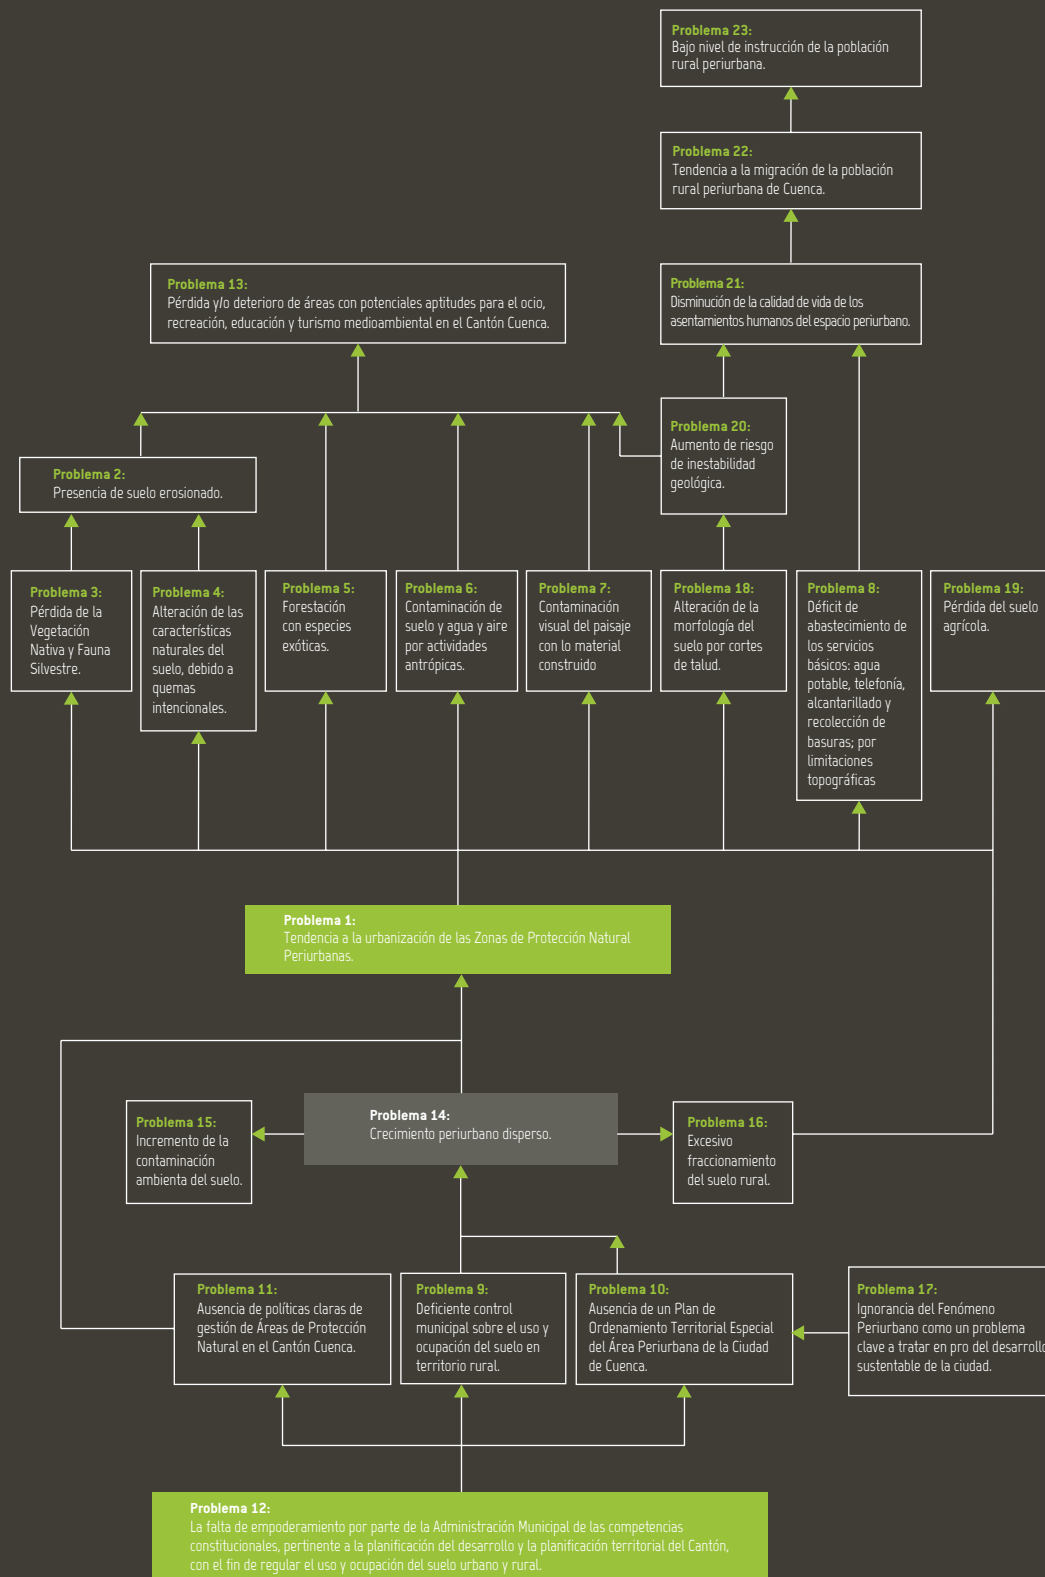 Problema 23:
Bajo nivel de instrucción de la población
rural periurbana.
Problema 22:
Tendencia a la migración de la población
rural periurbana de Cuenca.
Problema 13:
Pérdida y/o deterioro de áreas con potenciales aptitudes para el ocio,
recreación, educación y turismo medioambiental en el Cantón Cuenca.
Problema 21:
Disminución de la calidad de vida de los
asentamientos humanos del espacio periurbano.
Problema 20:
Aumento de riesgo
de inestabilidad
geológica.
Problema 2:
Presencia de suelo erosionado.
Problema 3:
Pérdida de la
Vegetación
Nativa y Fauna
Silvestre.
Problema 4:
Alteración de las
características
naturales del
suelo, debido a
quemas
intencionales.
Problema 5:
Forestación
con especies
exóticas.
Problema 6:
Contaminación de
suelo y agua y aire
por actividades
antrópicas.
Problema 7:
Contaminación
visual del paisaje
con lo material
construido
Problema 18:
Alteración de la
morfología del
suelo por cortes
de talud.
Problema 8:
Déficit de
abastecimiento de
los servicios
básicos: agua
potable, telefonía,
alcantarillado y
recolección de
basuras; por
limitaciones
topográficas
Problema 19:
Pérdida del suelo
agrícola.
Problema 1:
Tendencia a la urbanización de las Zonas de Protección Natural
Periurbanas.
Problema 15:
Incremento de la
contaminación
ambienta del suelo.
Problema 14:
Crecimiento periurbano disperso.
Problema 16:
Excesivo
fraccionamiento
del suelo rural.
Problema 11:
Ausencia de políticas claras de
gestión de Áreas de Protección
Natural en el Cantón Cuenca.
Problema 9:
Deficiente control
municipal sobre el uso y
ocupación del suelo en
territorio rural.
Problema 10:
Ausencia de un Plan de
Ordenamiento Territorial Especial
del Área Periurbana de la Ciudad
de Cuenca.
Problema 17:
Ignorancia del Fenómeno
Periurbano como un problema
clave a tratar en pro del desarrollo
sustentable de la ciudad.
Problema 12:
La falta de empoderamiento por parte de la Administración Municipal de las competencias
constitucionales, pertinente a la planificación del desarrollo y la planificación territorial del Cantón,
con el fin de regular el uso y ocupación del suelo urbano y rural.